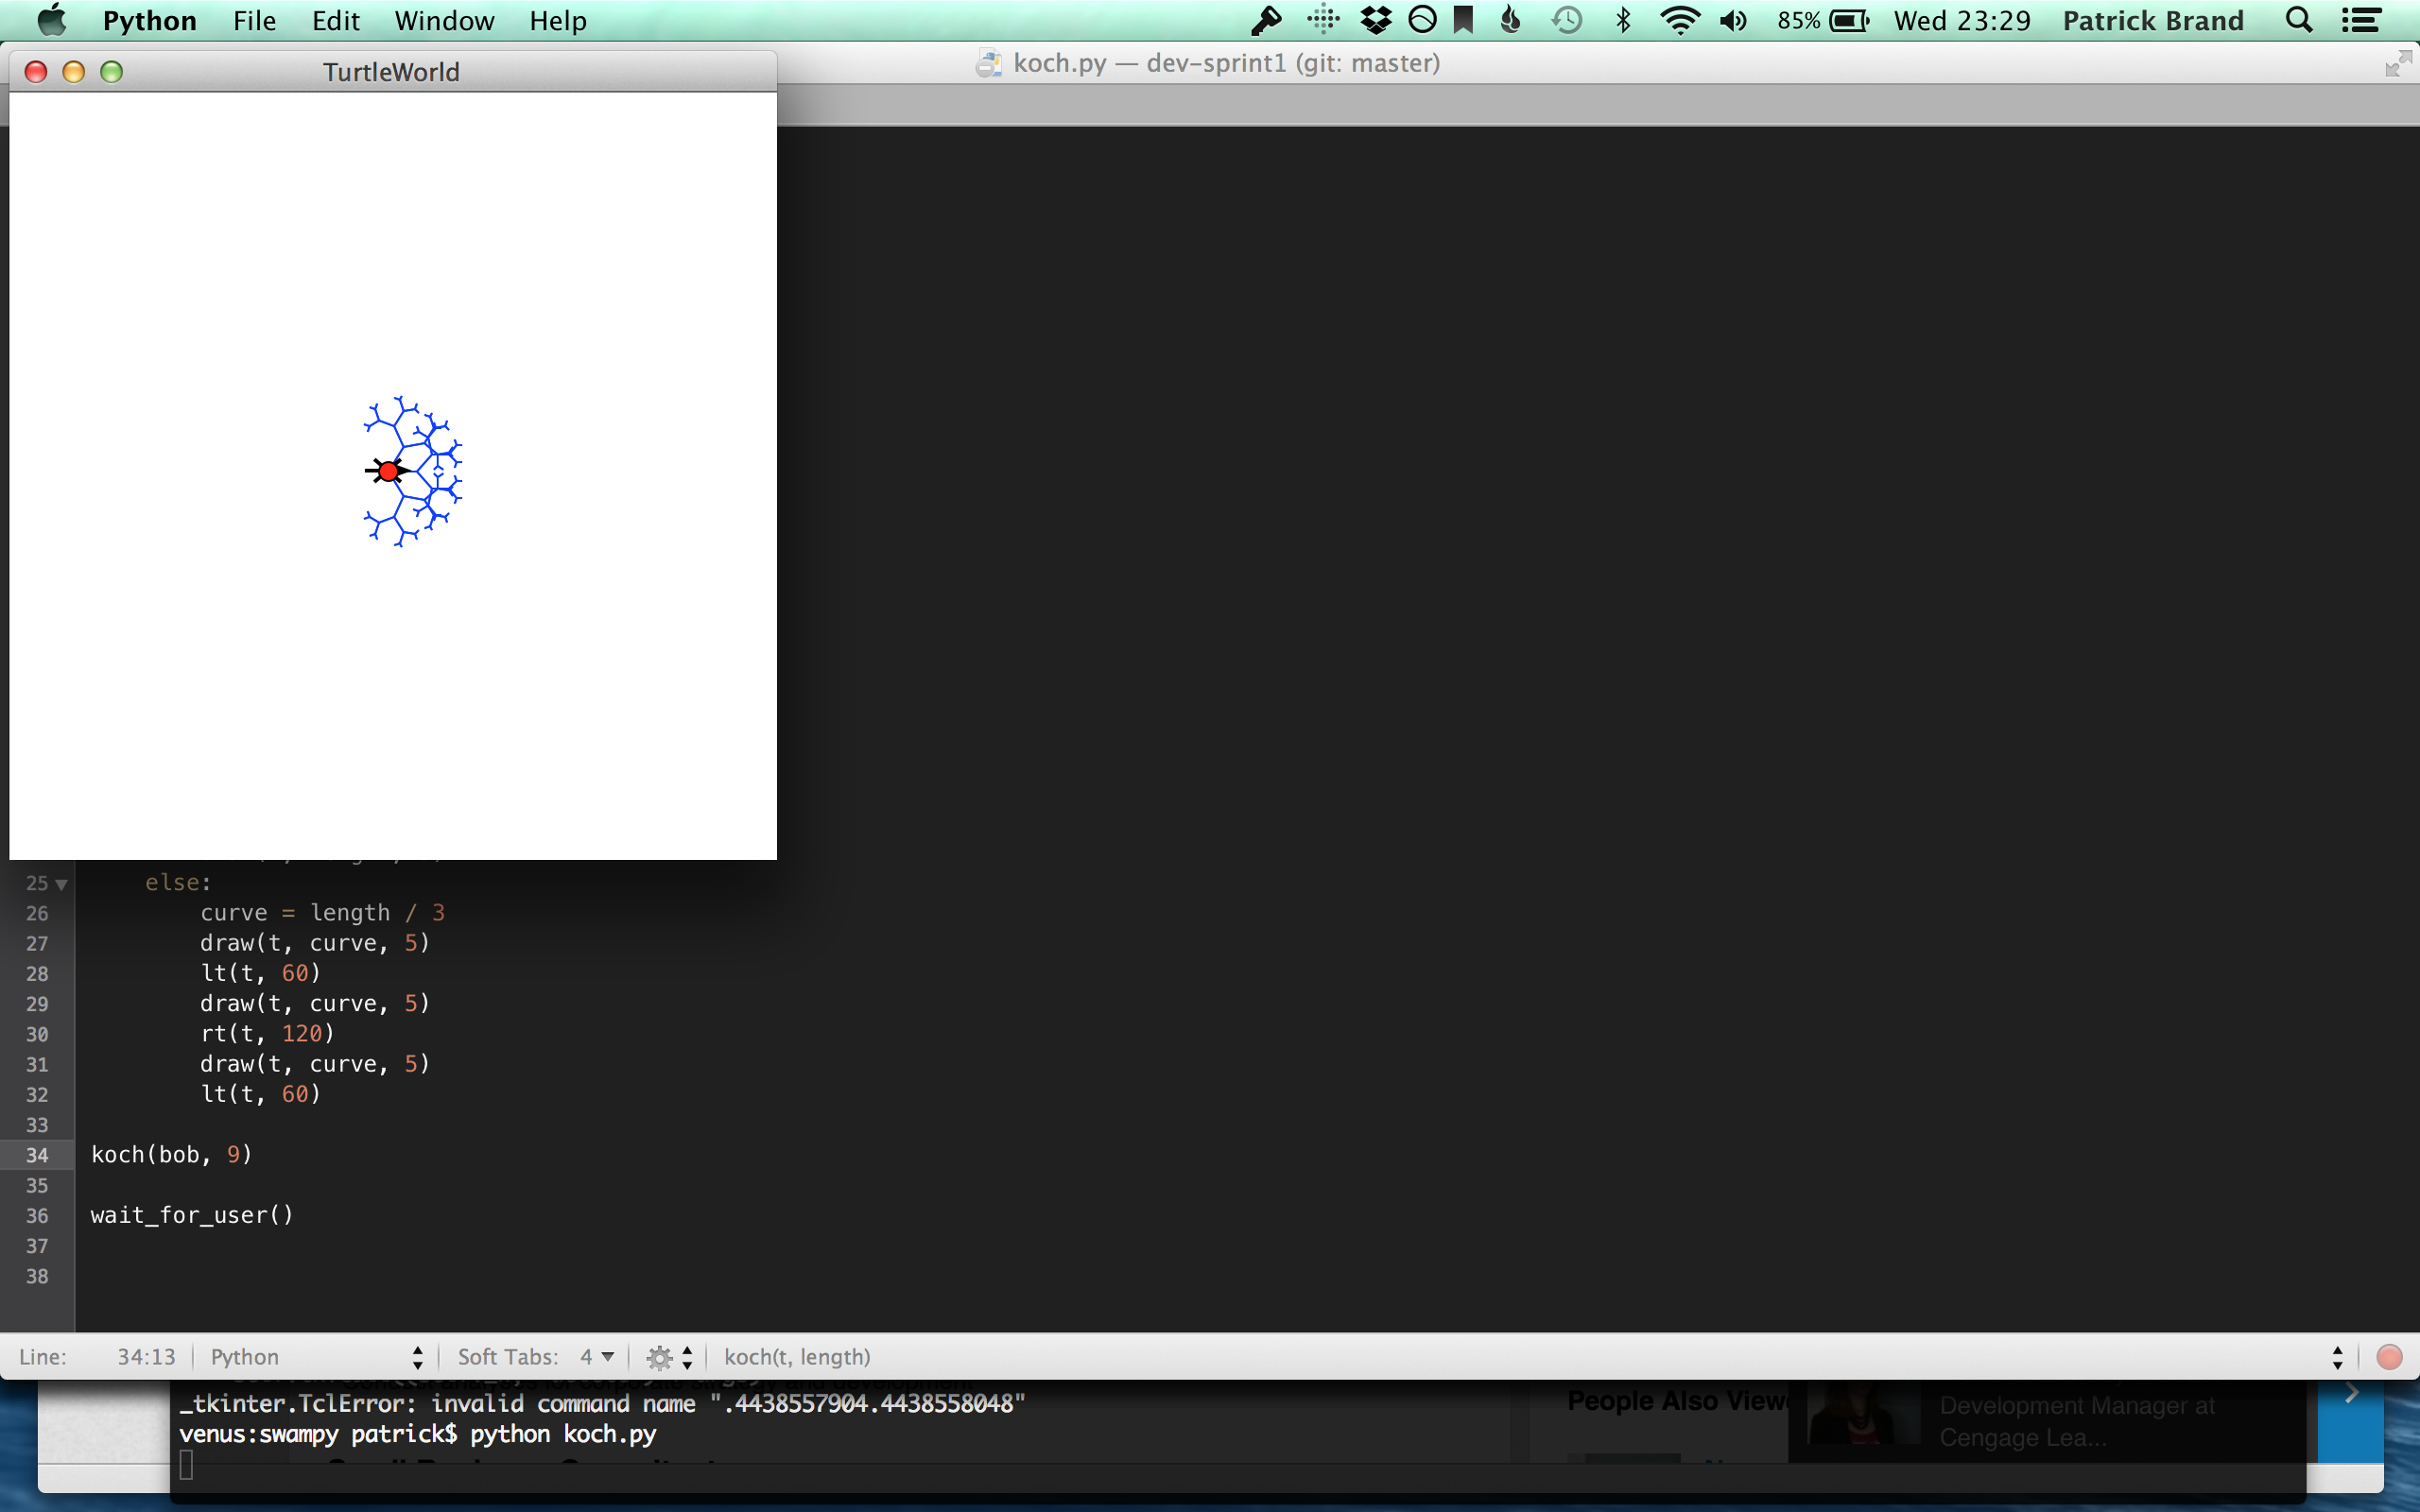 Python File Edit Window Help 85% Wed 23:29 Patrick Brand
TurtleWorld
koch.py — dev-sprint1 (git: master)
25 else:
26 curve = length / 3
27 draw(t, curve, 5)
28 lt(t, 60)
29 draw(t, curve, 5)
30 rt(t, 120)
31 draw(t, curve, 5)
32 lt(t, 60)
33
34 koch(bob, 9)
35
36 wait_for_user()
37
38
Line: 34:13 Python Soft Tabs: 4 koch(t, length)
_tkinter.TclError: invalid command name ".4438557904.4438558048"
venus:swampy patrick$ python koch.py
People Also View
Development Manager at
Cengage Lea...